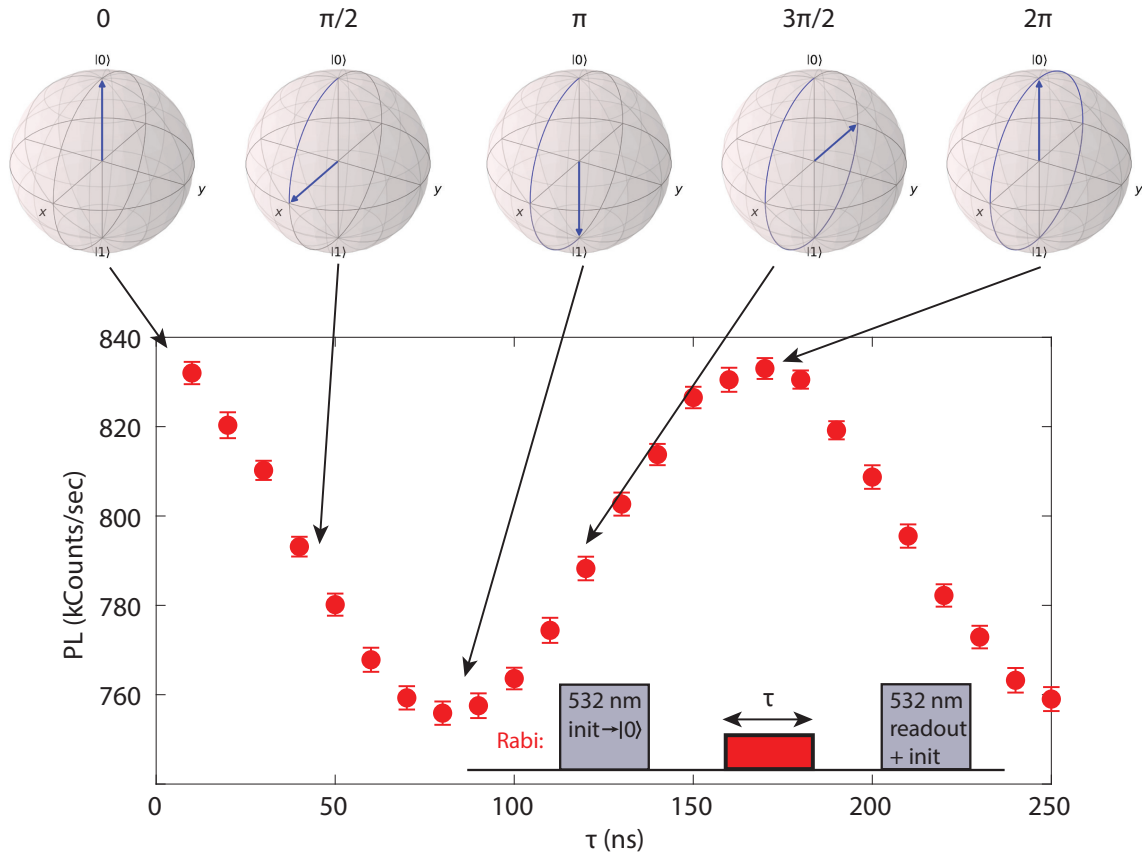 0 π/2 π 3π/2 2π
|0⟩ |0⟩ |0⟩ |0⟩ |0⟩
y y y y y
x x x x x
|1⟩ |1⟩ |1⟩ |1⟩ |1⟩
840
820
800
780
760
PL (kCounts/sec)
Rabi:
532 nm
init→|0⟩
τ
532 nm
readout
+ init
0 50 100 150 200 250
τ (ns)